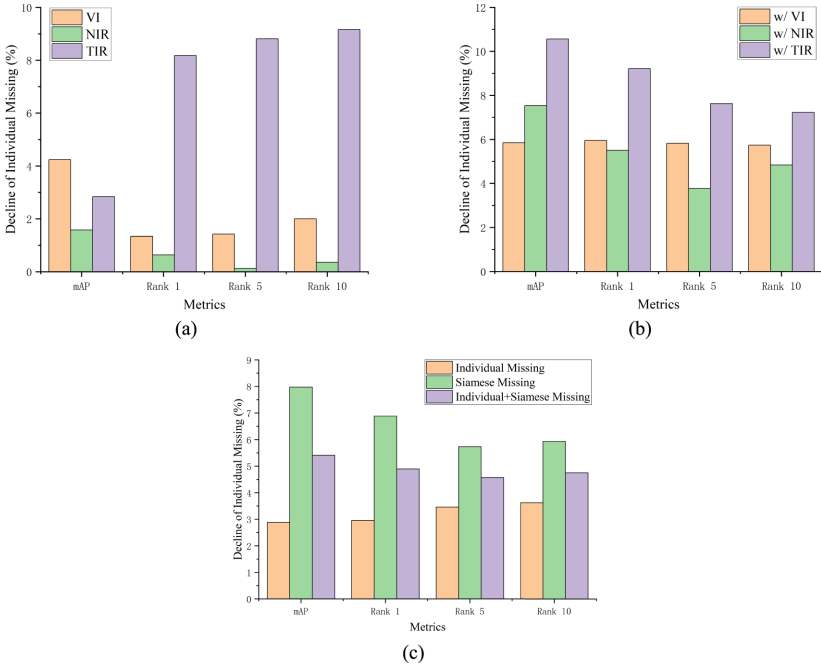 Decline of Individual Missing (%)
10
8
6
4
2
0
VI
NIR
TIR
mAP Rank 1 Rank 5 Rank 10
Metrics
(a)
Decline of Individual Missing (%)
12
10
8
6
4
2
0
w/ VI
w/ NIR
w/ TIR
mAP Rank 1 Rank 5 Rank 10
Metrics
(b)
Decline of Individual Missing (%)
9
8
7
6
5
4
3
2
1
0
Individual Missing
Siamese Missing
Individual+Siamese Missing
mAP Rank 1 Rank 5 Rank 10
Metrics
(c)